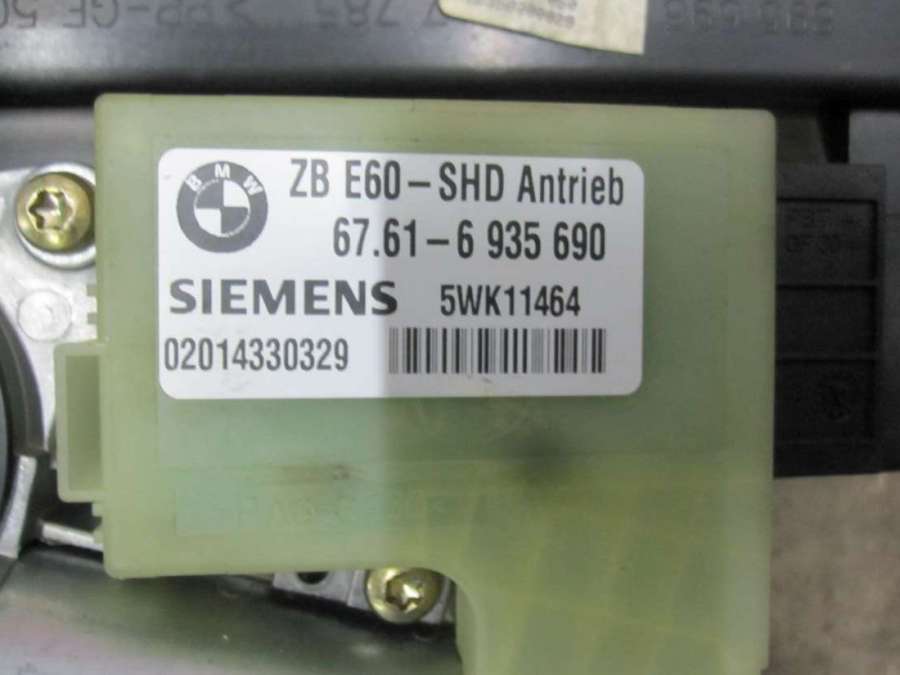 BMW
ZB E60-SHD Antrieb
67.61-6 935 690
SIEMENS 5WK11464
02014330329